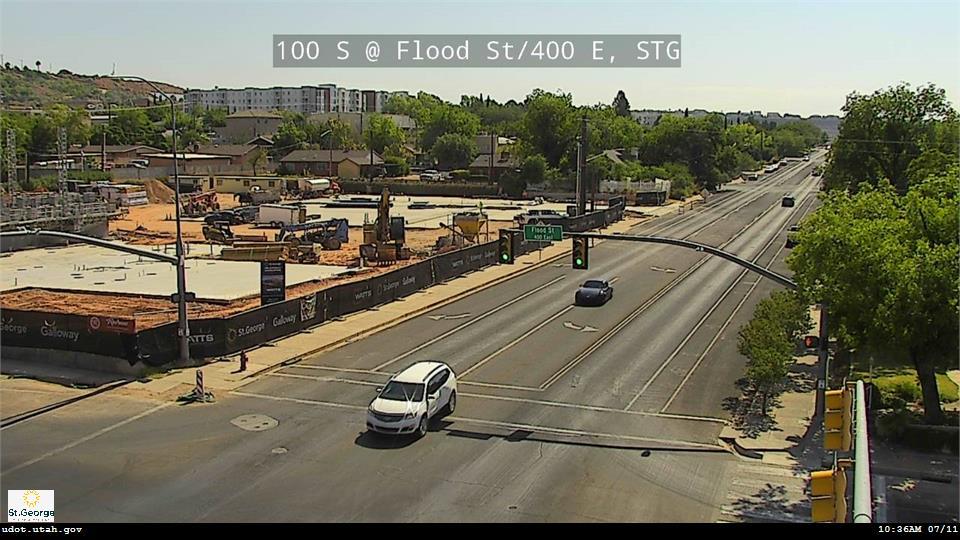 100 S @ Flood St/400 E, STG
Flood St
400 East
WATTS
WATTS
St.George
Galloway
WATTS
Galloway
St.George
udot.utah.gov
10:36AM 07/11